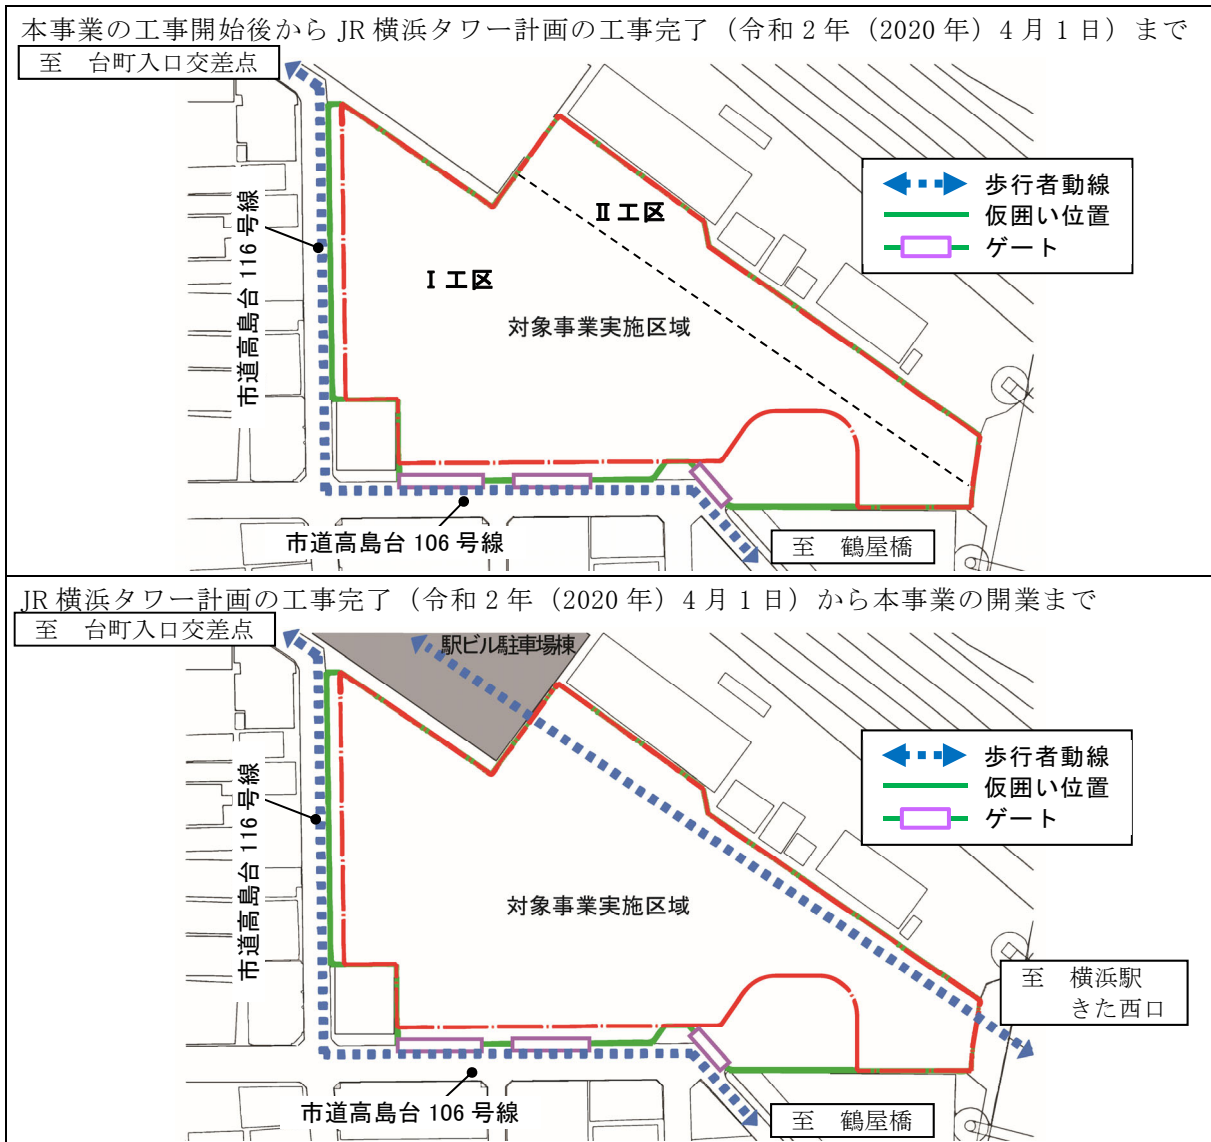 本事業の工事開始後から JR 横浜タワー計画の工事完了（令和 2 年（2020 年）4 月 1 日）まで
至　台町入口交差点
歩行者動線
仮囲い位置
ゲート
市道高島台 116 号線
Ⅱ工区
Ⅰ工区
対象事業実施区域
市道高島台 106 号線
至　鶴屋橋
JR 横浜タワー計画の工事完了（令和 2 年（2020 年）4 月 1 日）から本事業の開業まで
至　台町入口交差点
駅ビル駐車場棟
歩行者動線
仮囲い位置
ゲート
市道高島台 116 号線
対象事業実施区域
至　横浜駅
きた西口
市道高島台 106 号線
至　鶴屋橋